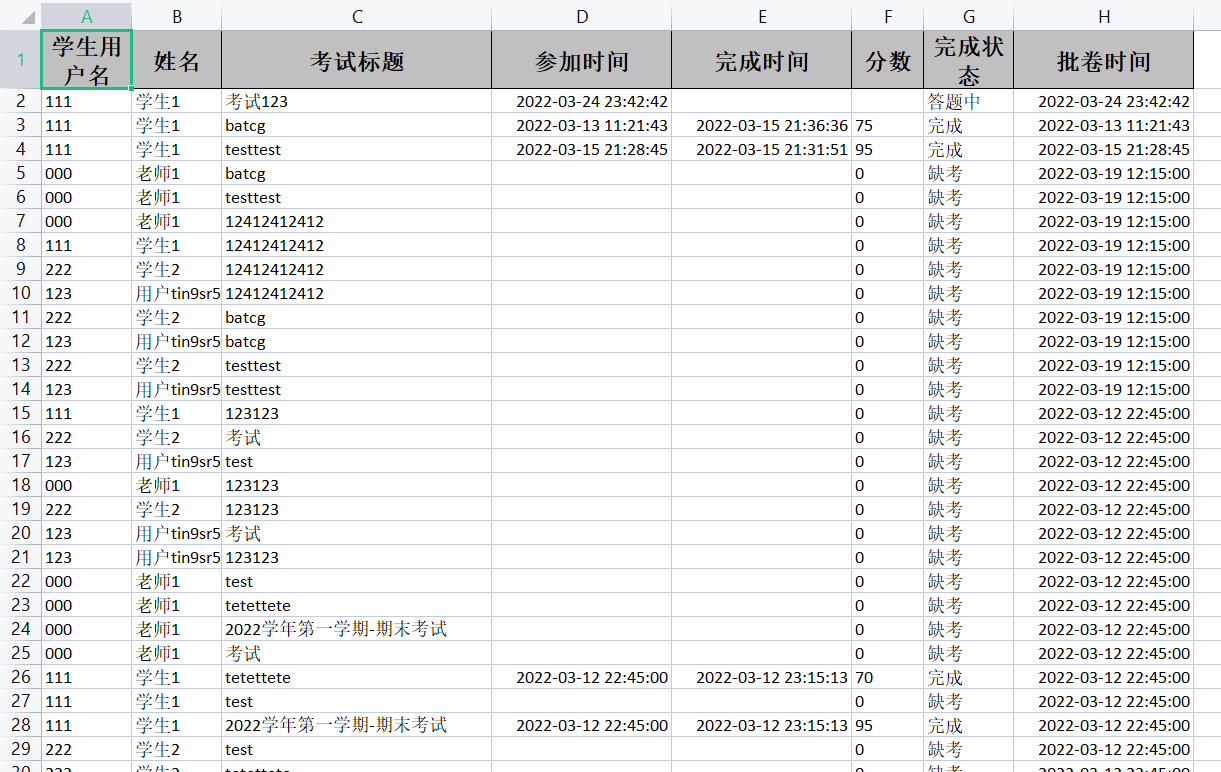 A B C D E F G H
1 学生用户名 姓名 考试标题 参加时间 完成时间 分数 完成状态 批卷时间
2 111 学生1 考试123 2022-03-24 23:42:42 答题中 2022-03-24 23:42:42
3 111 学生1 batcg 2022-03-13 11:21:43 2022-03-15 21:36:36 75 完成 2022-03-13 11:21:43
4 111 学生1 testtest 2022-03-15 21:28:45 2022-03-15 21:31:51 95 完成 2022-03-15 21:28:45
5 000 老师1 batcg 0 缺考 2022-03-19 12:15:00
6 000 老师1 testtest 0 缺考 2022-03-19 12:15:00
7 000 老师1 12412412412 0 缺考 2022-03-19 12:15:00
8 111 学生1 12412412412 0 缺考 2022-03-19 12:15:00
9 222 学生2 12412412412 0 缺考 2022-03-19 12:15:00
10 123 用户tin9sr5 12412412412 0 缺考 2022-03-19 12:15:00
11 222 学生2 batcg 0 缺考 2022-03-19 12:15:00
12 123 用户tin9sr5 batcg 0 缺考 2022-03-19 12:15:00
13 222 学生2 testtest 0 缺考 2022-03-19 12:15:00
14 123 用户tin9sr5 testtest 0 缺考 2022-03-19 12:15:00
15 111 学生1 123123 0 缺考 2022-03-12 22:45:00
16 222 学生2 考试 0 缺考 2022-03-12 22:45:00
17 123 用户tin9sr5 test 0 缺考 2022-03-12 22:45:00
18 000 老师1 123123 0 缺考 2022-03-12 22:45:00
19 222 学生2 123123 0 缺考 2022-03-12 22:45:00
20 123 用户tin9sr5 考试 0 缺考 2022-03-12 22:45:00
21 123 用户tin9sr5 123123 0 缺考 2022-03-12 22:45:00
22 000 老师1 test 0 缺考 2022-03-12 22:45:00
23 000 老师1 tetettete 0 缺考 2022-03-12 22:45:00
24 000 老师1 2022学年第一学期-期末考试 0 缺考 2022-03-12 22:45:00
25 000 老师1 考试 0 缺考 2022-03-12 22:45:00
26 111 学生1 tetettete 2022-03-12 22:45:00 2022-03-12 23:15:13 70 完成 2022-03-12 22:45:00
27 111 学生1 test 0 缺考 2022-03-12 22:45:00
28 111 学生1 2022学年第一学期-期末考试 2022-03-12 22:45:00 2022-03-12 23:15:13 95 完成 2022-03-12 22:45:00
29 222 学生2 test 0 缺考 2022-03-12 22:45:00